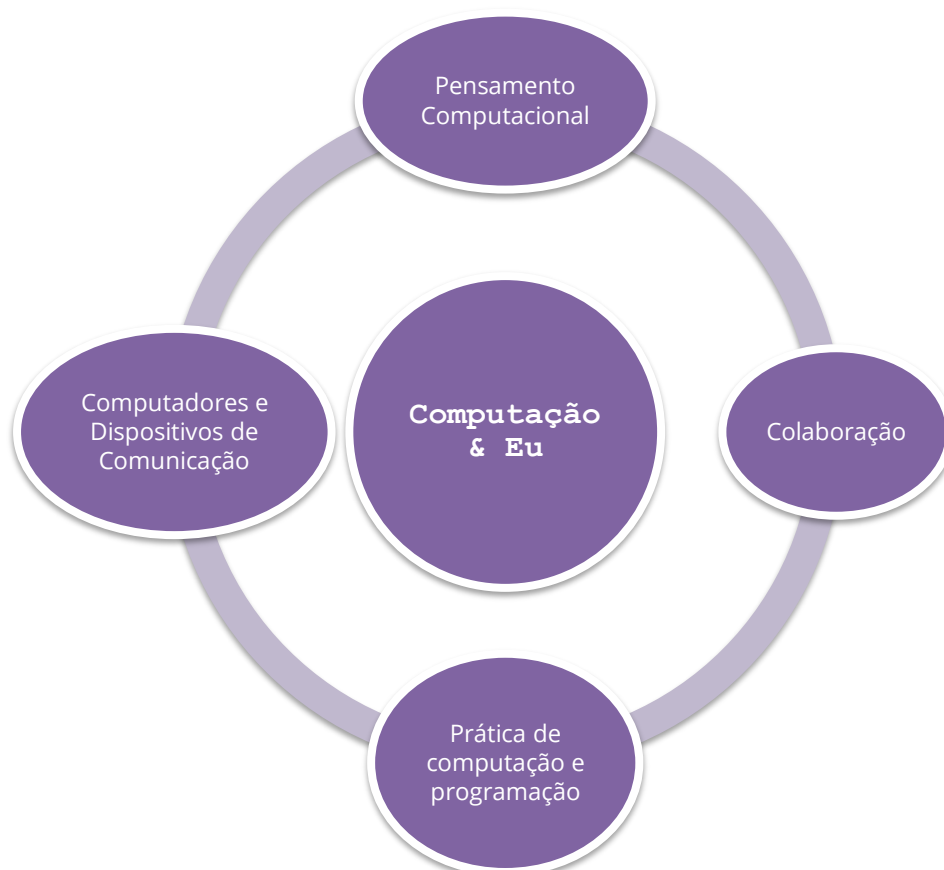 Pensamento
Computacional
Computadores e
Dispositivos de
Comunicação
Computação
& Eu
Colaboração
Prática de
computação e
programação